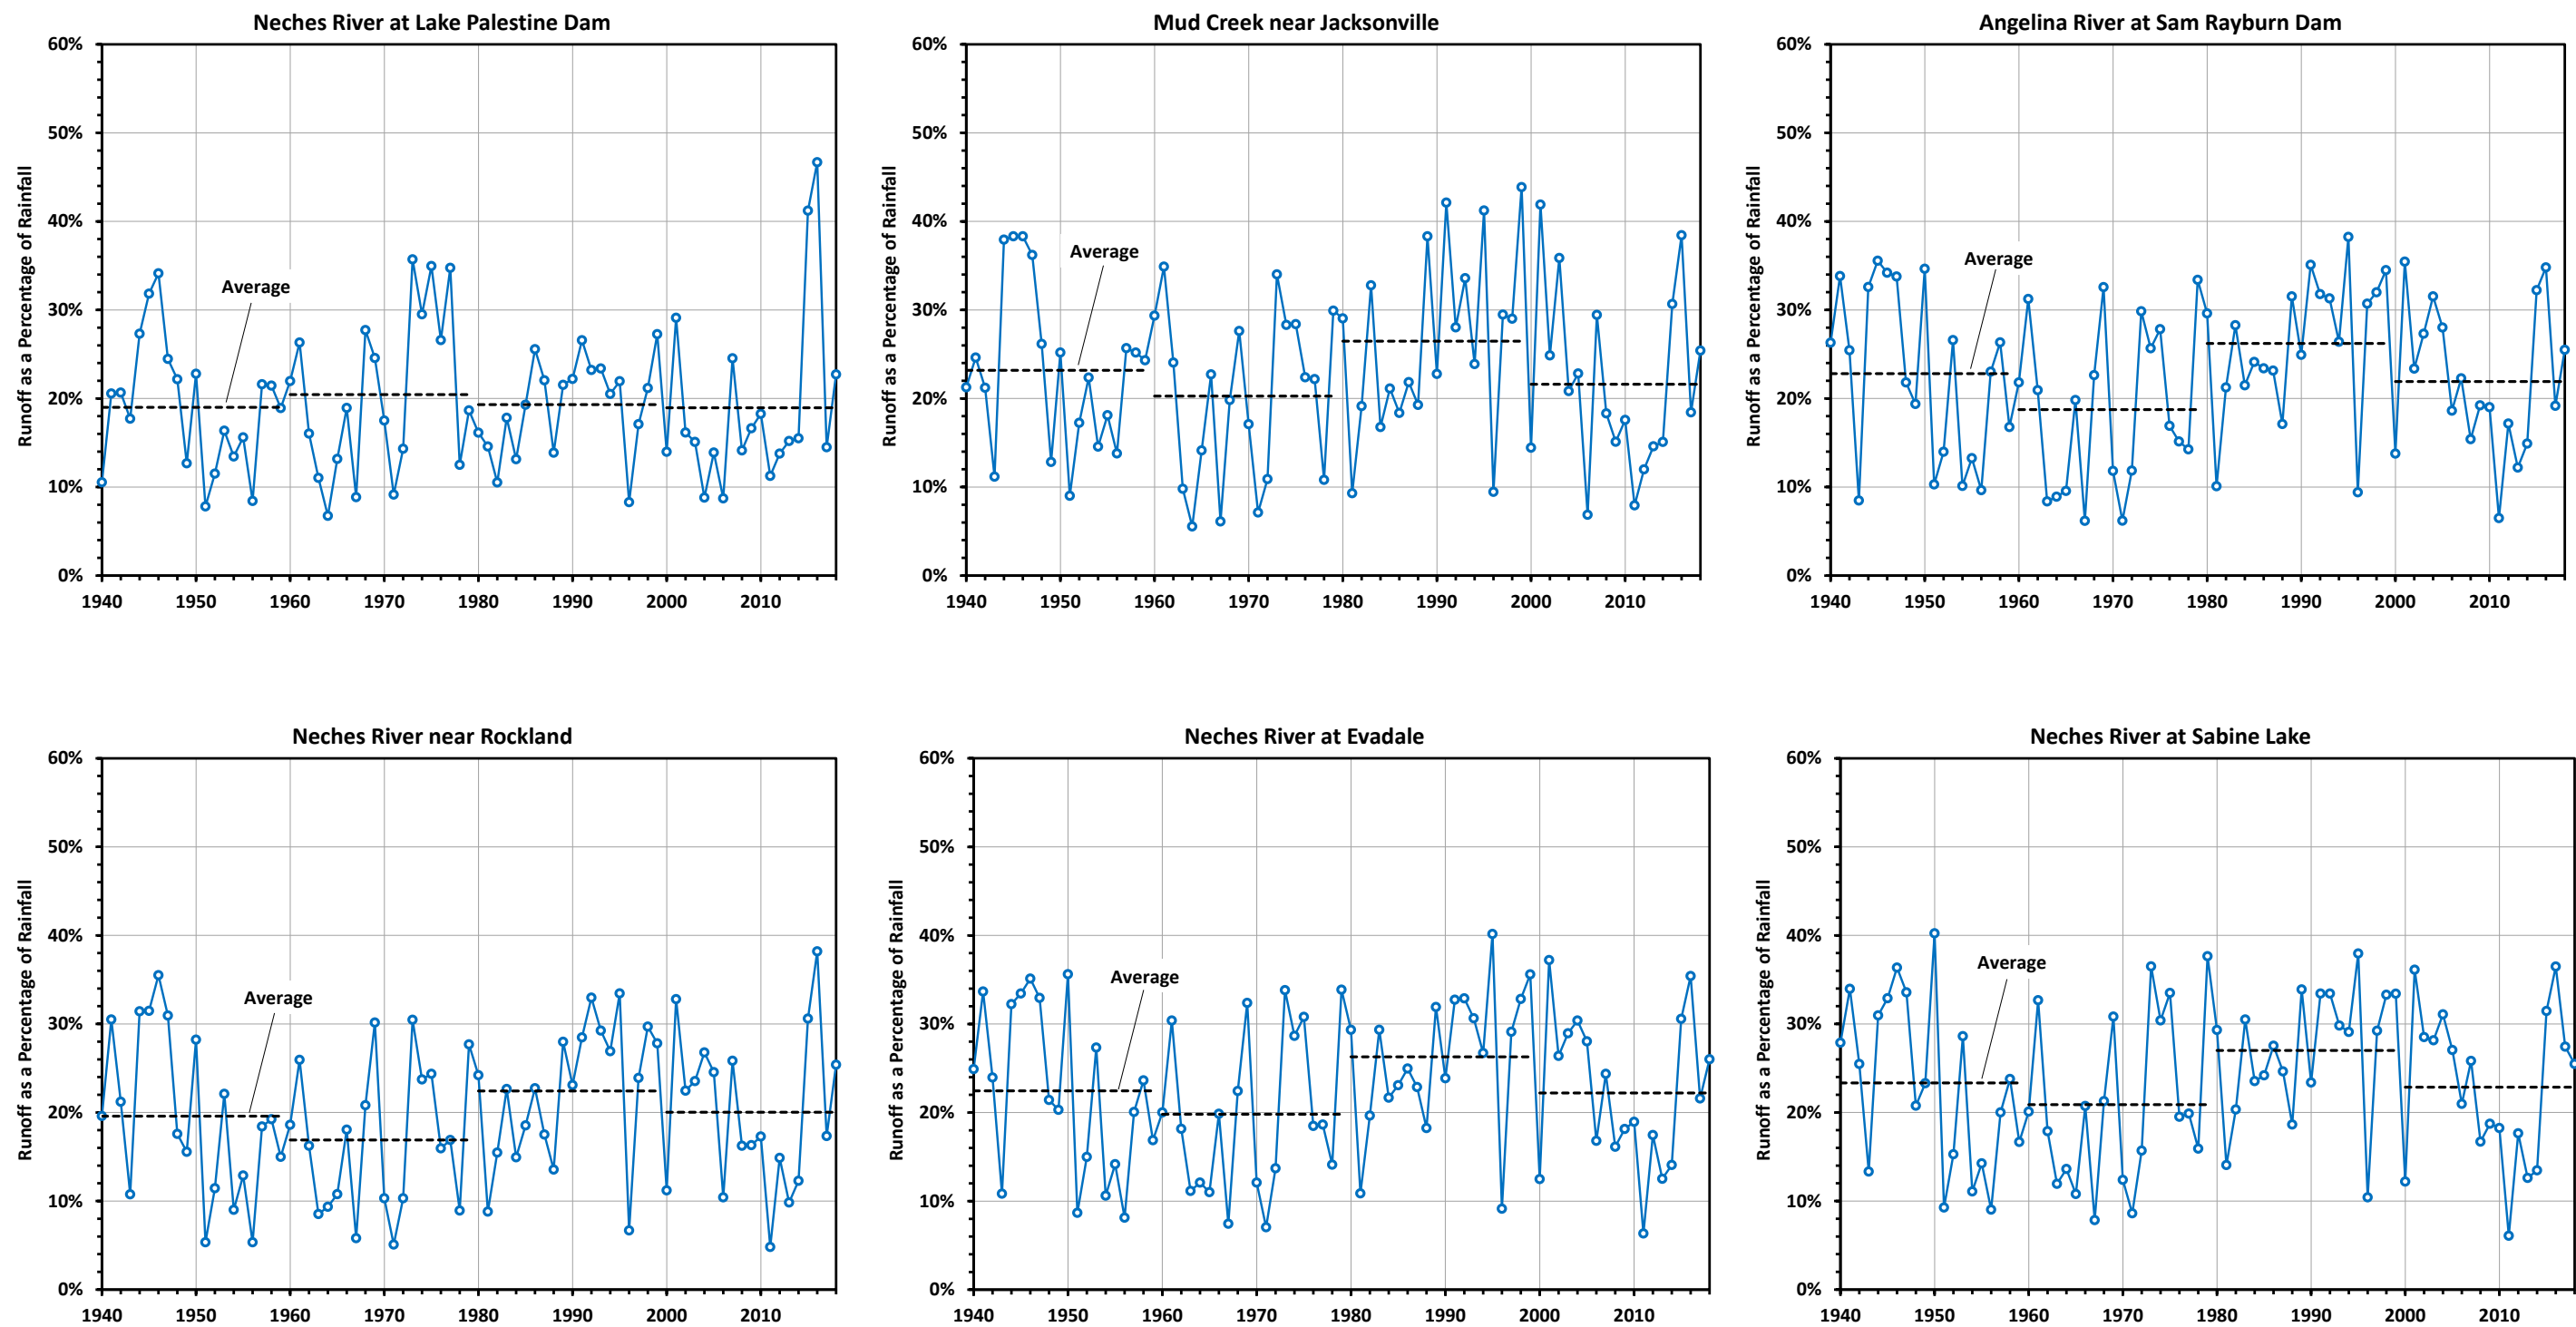 Neches River at Lake Palestine Dam
Runoff as a Percentage of Rainfall
60%
50%
40%
30%
20%
10%
0%
Average
1940 1950 1960 1970 1980 1990 2000 2010
Mud Creek near Jacksonville
Runoff as a Percentage of Rainfall
60%
50%
40%
30%
20%
10%
0%
Average
1940 1950 1960 1970 1980 1990 2000 2010
Angelina River at Sam Rayburn Dam
Runoff as a Percentage of Rainfall
60%
50%
40%
30%
20%
10%
0%
Average
1940 1950 1960 1970 1980 1990 2000 2010
Neches River near Rockland
Runoff as a Percentage of Rainfall
60%
50%
40%
30%
20%
10%
0%
Average
1940 1950 1960 1970 1980 1990 2000 2010
Neches River at Evadale
Runoff as a Percentage of Rainfall
60%
50%
40%
30%
20%
10%
0%
Average
1940 1950 1960 1970 1980 1990 2000 2010
Neches River at Sabine Lake
Runoff as a Percentage of Rainfall
60%
50%
40%
30%
20%
10%
0%
Average
1940 1950 1960 1970 1980 1990 2000 2010